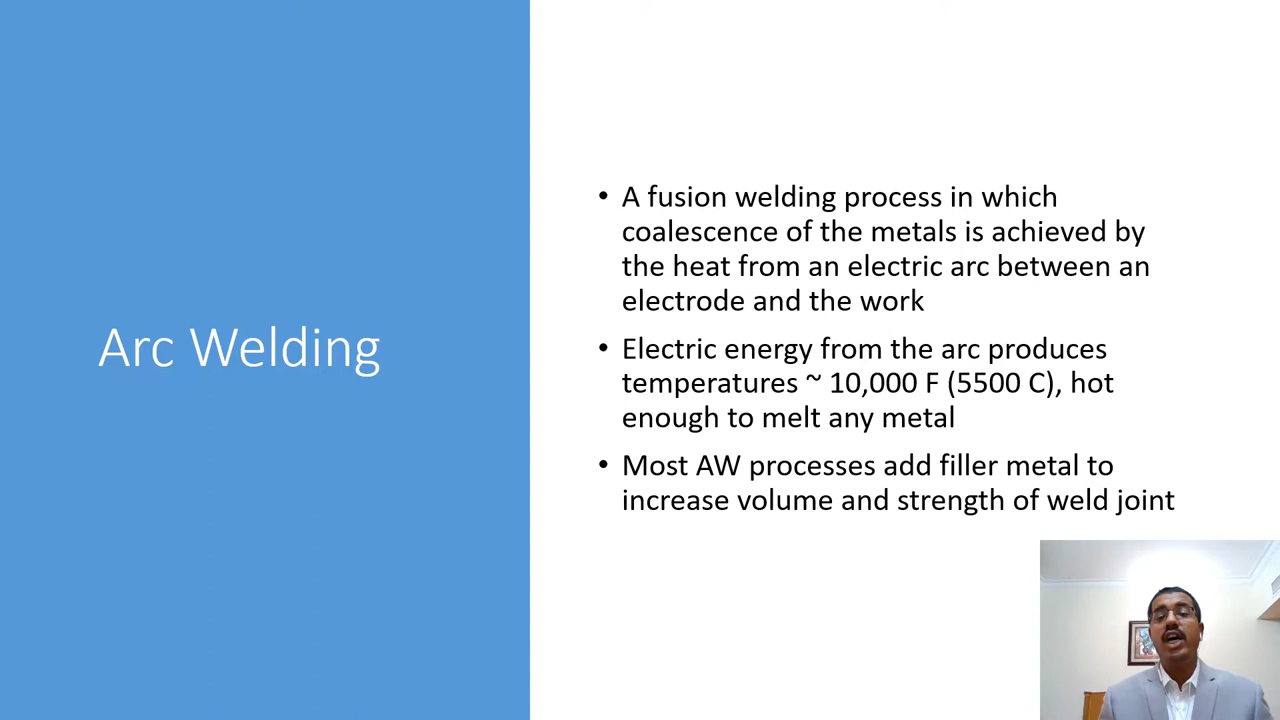 Arc Welding
• A fusion welding process in which
coalescence of the metals is achieved by
the heat from an electric arc between an
electrode and the work
• Electric energy from the arc produces
temperatures ~ 10,000 F (5500 C), hot
enough to melt any metal
• Most AW processes add filler metal to
increase volume and strength of weld joint